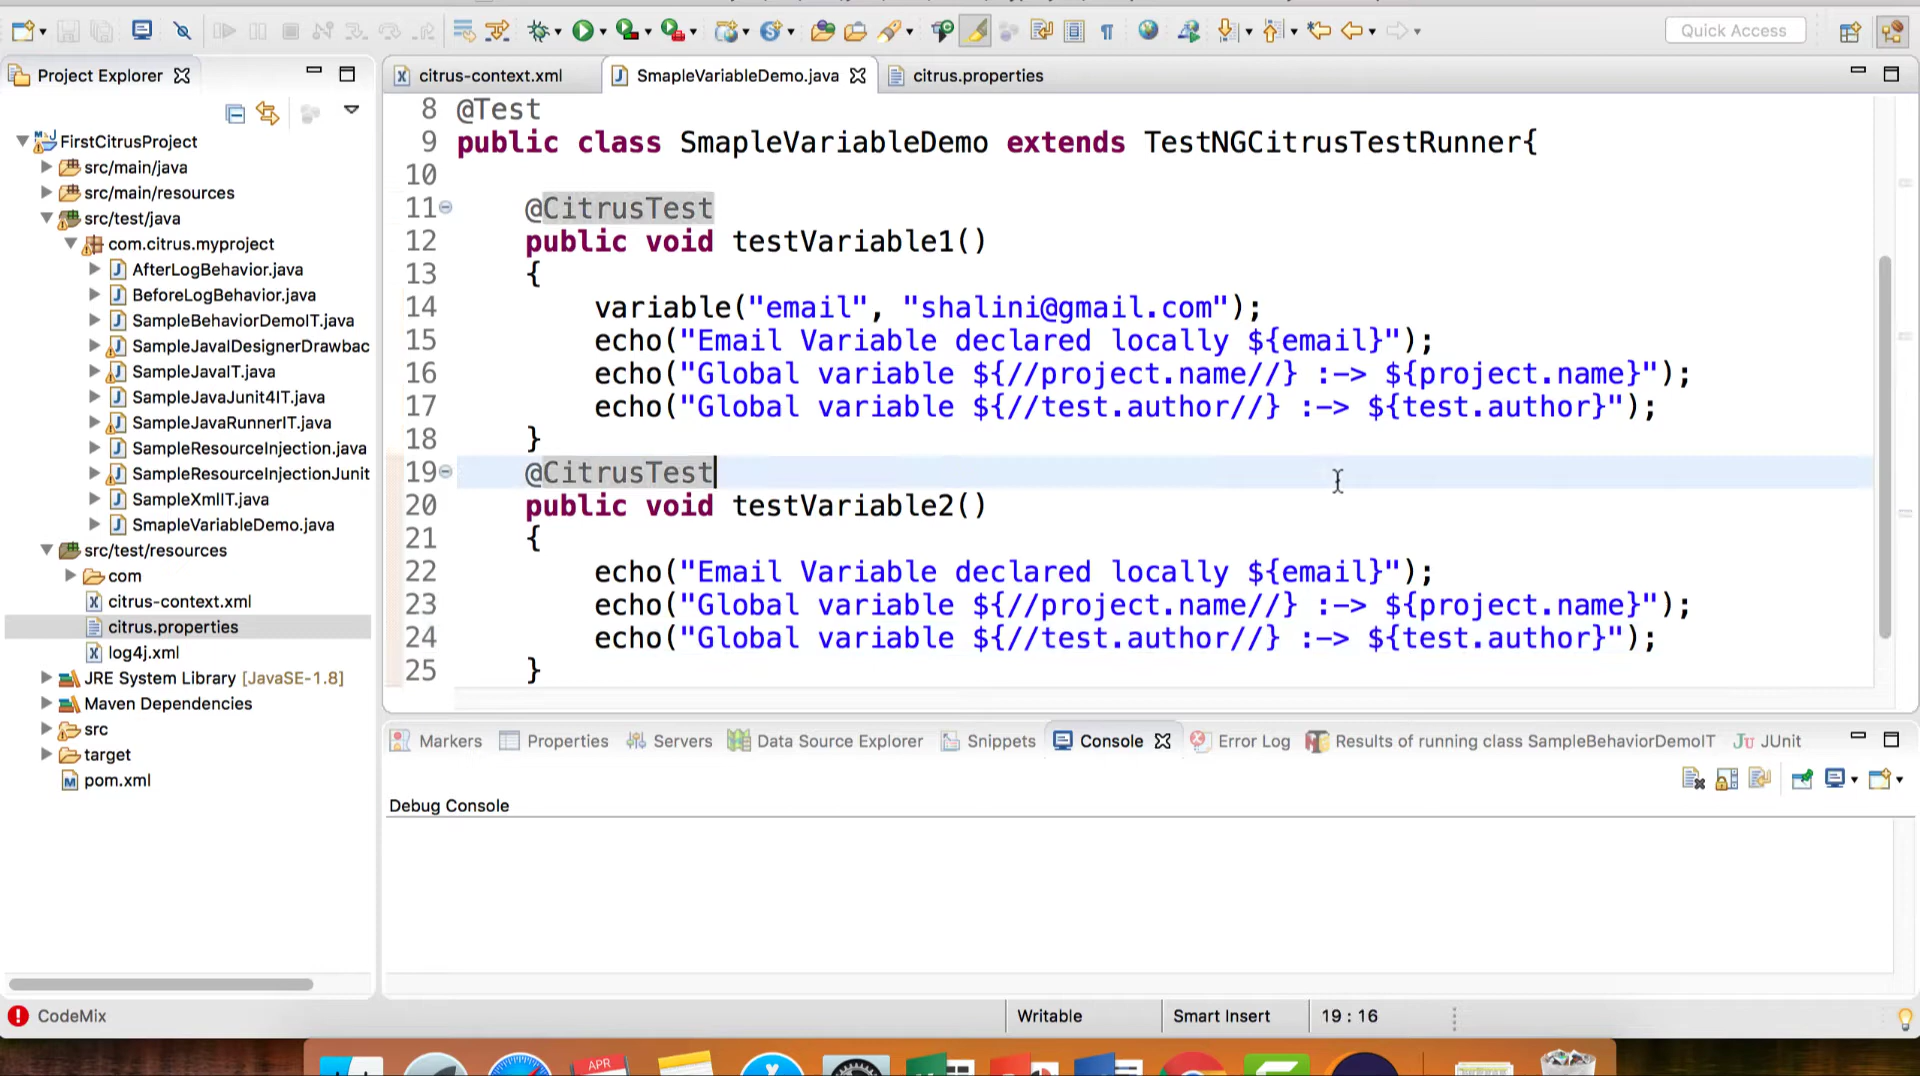 Quick Access
Project Explorer
citrus-context.xml
SmapleVariableDemo.java
citrus.properties
FirstCitrusProject
src/main/java
src/main/resources
src/test/java
com.citrus.myproject
AfterLogBehavior.java
BeforeLogBehavior.java
SampleBehaviorDemoIT.java
SampleJavaIDesignerDrawbac
SampleJavaIT.java
SampleJavaJunit4IT.java
SampleJavaRunnerIT.java
SampleResourceInjection.java
SampleResourceInjectionJunit
SampleXmlIT.java
SmapleVariableDemo.java
src/test/resources
com
citrus-context.xml
citrus.properties
log4j.xml
JRE System Library [JavaSE-1.8]
Maven Dependencies
src
target
pom.xml
8 @Test
9 public class SmapleVariableDemo extends TestNGCitrusTestRunner{
10
11 @CitrusTest
12 public void testVariable1()
13 {
14 variable("email", "shalini@gmail.com");
15 echo("Email Variable declared locally ${email}");
16 echo("Global variable ${//project.name//} :-> ${project.name}");
17 echo("Global variable ${//test.author//} :-> ${test.author}");
18 }
19 @CitrusTest
20 public void testVariable2()
21 {
22 echo("Email Variable declared locally ${email}");
23 echo("Global variable ${//project.name//} :-> ${project.name}");
24 echo("Global variable ${//test.author//} :-> ${test.author}");
25 }
Markers Properties Servers Data Source Explorer Snippets Console Error Log Results of running class SampleBehaviorDemoIT JUnit
Debug Console
CodeMix
Writable Smart Insert 19 : 16
APR